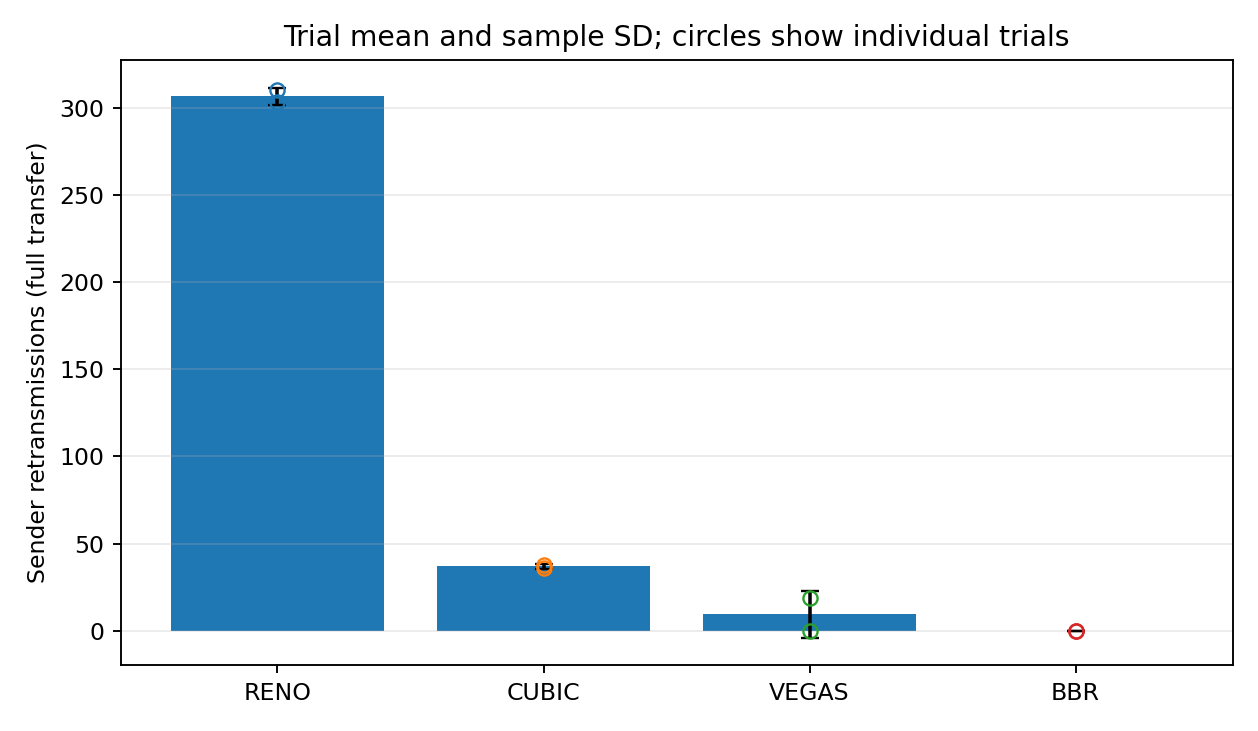 Trial mean and sample SD; circles show individual trials
Sender retransmissions (full transfer)
300
250
200
150
100
50
0
RENO CUBIC VEGAS BBR